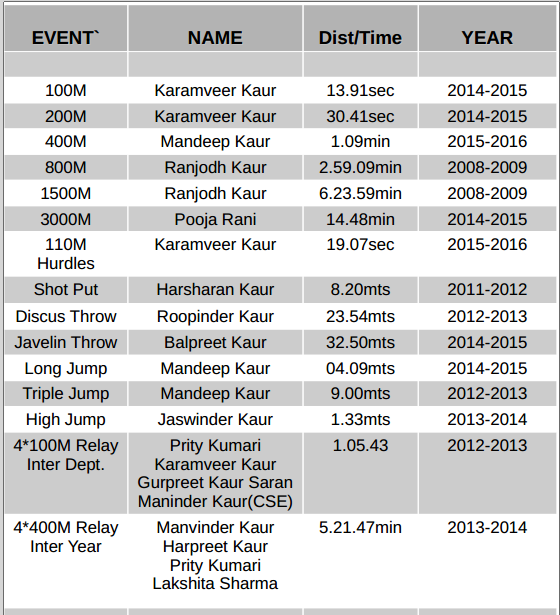 EVENT` NAME Dist/Time YEAR
100M Karamveer Kaur 13.91sec 2014-2015
200M Karamveer Kaur 30.41sec 2014-2015
400M Mandeep Kaur 1.09min 2015-2016
800M Ranjodh Kaur 2.59.09min 2008-2009
1500M Ranjodh Kaur 6.23.59min 2008-2009
3000M Pooja Rani 14.48min 2014-2015
110M Karamveer Kaur 19.07sec 2015-2016
Hurdles
Shot Put Harsharan Kaur 8.20mts 2011-2012
Discus Throw Roopinder Kaur 23.54mts 2012-2013
Javelin Throw Balpreet Kaur 32.50mts 2014-2015
Long Jump Mandeep Kaur 04.09mts 2014-2015
Triple Jump Mandeep Kaur 9.00mts 2012-2013
High Jump Jaswinder Kaur 1.33mts 2013-2014
4*100M Relay Prity Kumari 1.05.43 2012-2013
Inter Dept. Karamveer Kaur
Gurpreet Kaur Saran
Maninder Kaur(CSE)
4*400M Relay Manvinder Kaur 5.21.47min 2013-2014
Inter Year Harpreet Kaur
Prity Kumari
Lakshita Sharma